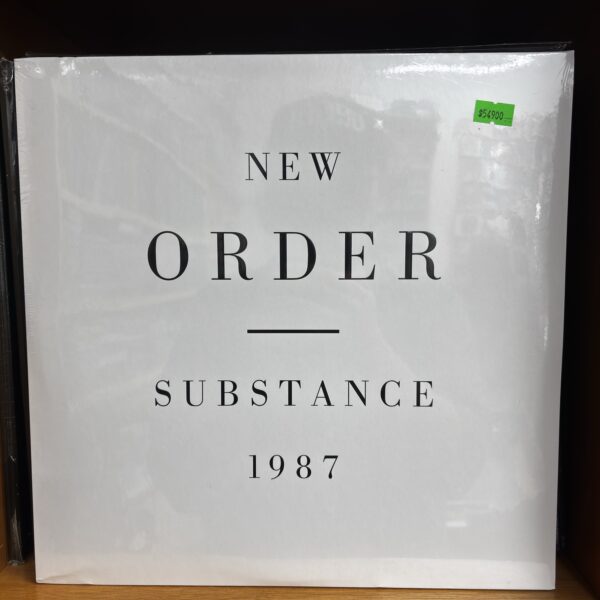 $54900
NEW
ORDER
SUBSTANCE
1987